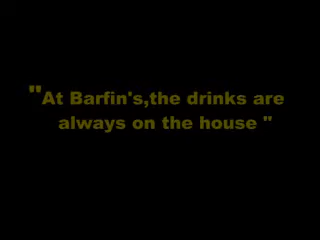 "At Barfin's,the drinks are
always on the house "